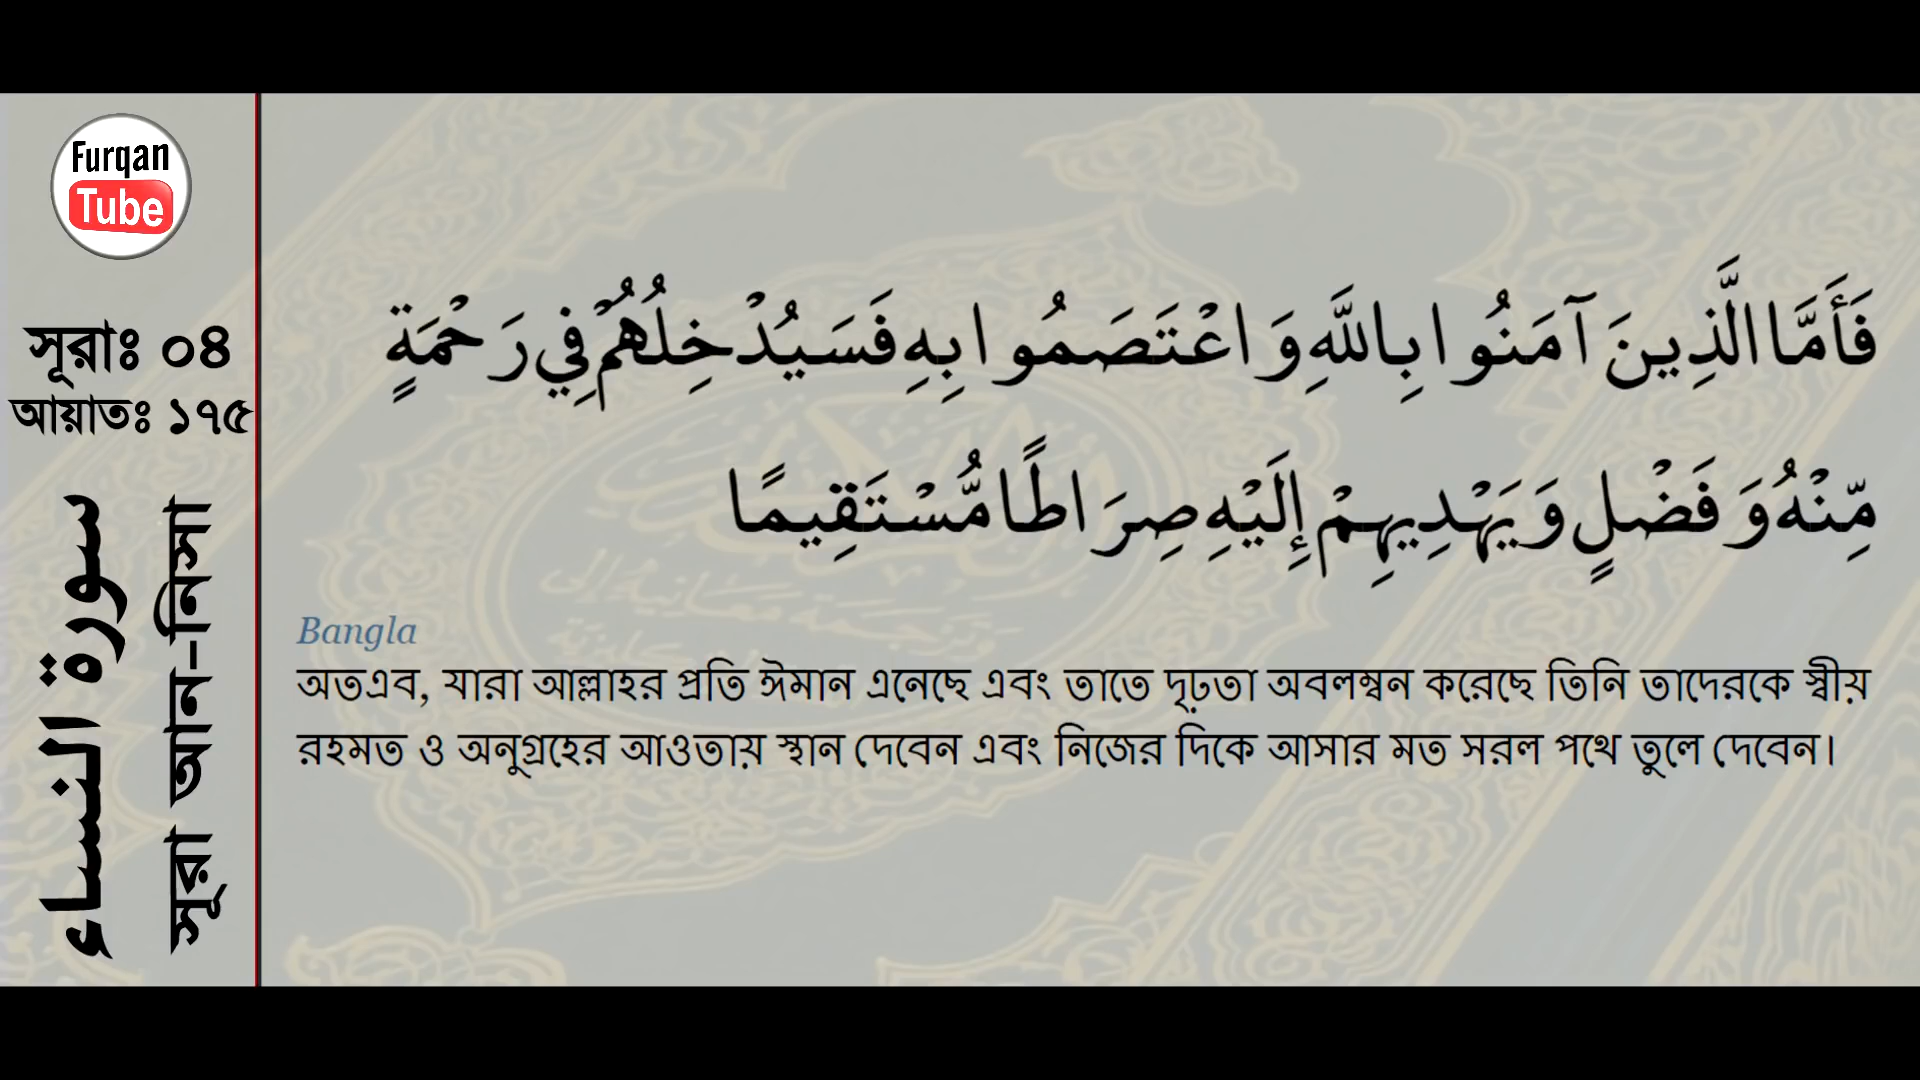 Furqan
Tube
সূরাঃ ০৪
আয়াতঃ ১৭৫
سورة النساء
সূরা আন-নিসা
فَأَمَّا الَّذِينَ آمَنُوا بِاللَّهِ وَاعْتَصَمُوا بِهِ فَسَيُدْخِلُهُمْ فِي رَحْمَةٍ
مِّنْهُ وَفَضْلٍ وَيَهْدِيهِمْ إِلَيْهِ صِرَاطًا مُّسْتَقِيمًا
Bangla
অতএব, যারা আল্লাহর প্রতি ঈমান এনেছে এবং তাতে দৃঢ়তা অবলম্বন করেছে তিনি তাদেরকে স্বীয়
রহমত ও অনুগ্রহের আওতায় স্থান দেবেন এবং নিজের দিকে আসার মত সরল পথে তুলে দেবেন।